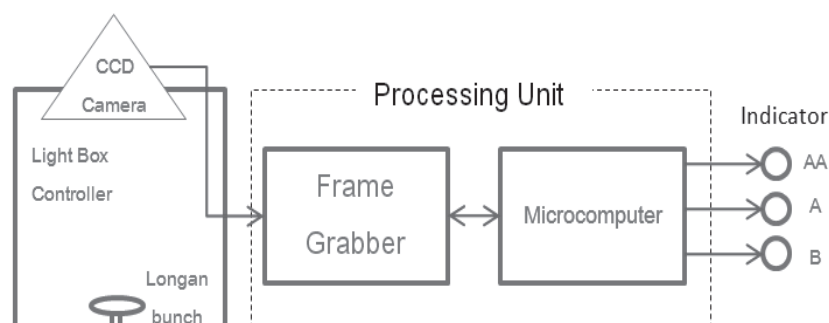 CCD
Camera
Processing Unit
Indicator
Light Box
Controller
Frame
Grabber
Microcomputer
AA
A
B
Longan
bunch